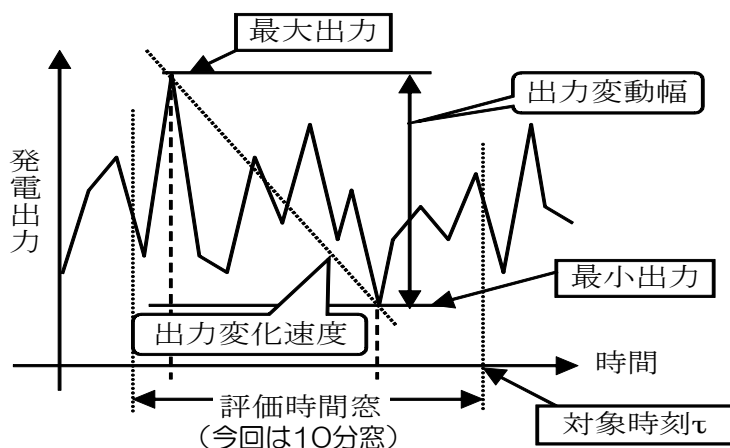 最大出力
出力変動幅
発電出力
最小出力
出力変化速度
時間
評価時間窓
(今回は10分窓)
対象時刻τ